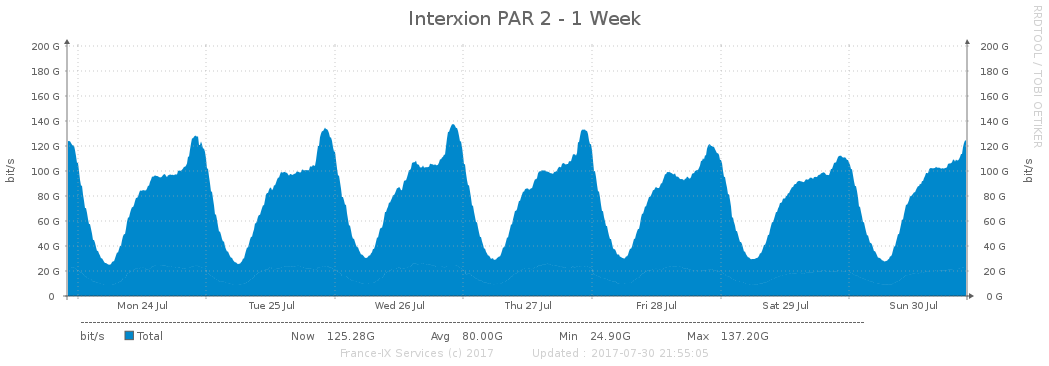 Interxion PAR 2 - 1 Week
RRDTOOL / TOBI OETIKER
200 G 200 G
180 G 180 G
160 G 160 G
140 G 140 G
120 G 120 G
100 G 100 G
80 G 80 G
60 G 60 G
40 G 40 G
20 G 20 G
0 0 G
bit/s
bit/s
Mon 24 Jul Tue 25 Jul Wed 26 Jul Thu 27 Jul Fri 28 Jul Sat 29 Jul Sun 30 Jul
bit/s Total Now 125.28G Avg 80.00G Min 24.90G Max 137.20G
France-IX Services (c) 2017 Updated : 2017-07-30 21:55:05